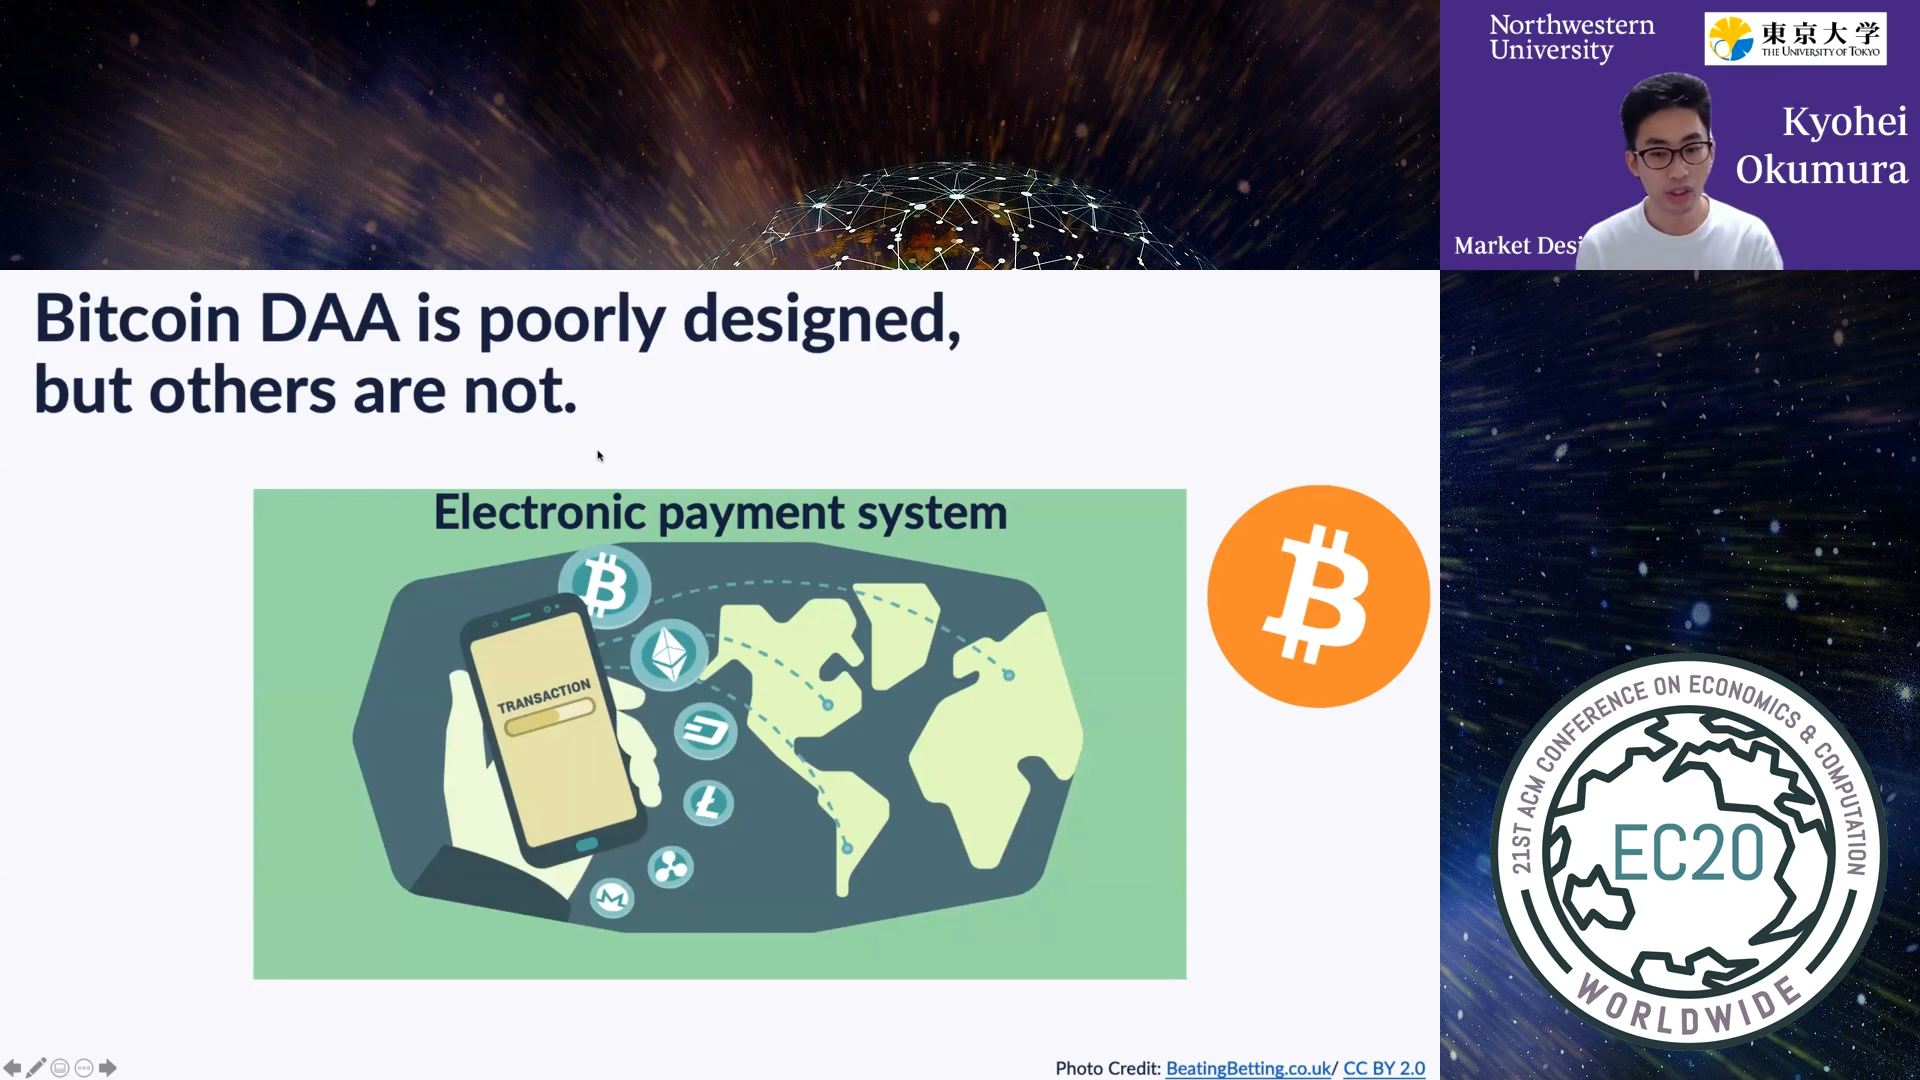 Northwestern
University
東京大学
THE UNIVERSITY OF TOKYO
Kyohei
Okumura
Market Desi
Bitcoin DAA is poorly designed,
but others are not.
Electronic payment system
TRANSACTION
21ST ACM CONFERENCE ON ECONOMICS & COMPUTATION
EC20
WORLDWIDE
Photo Credit: BeatingBetting.co.uk/ CC BY 2.0